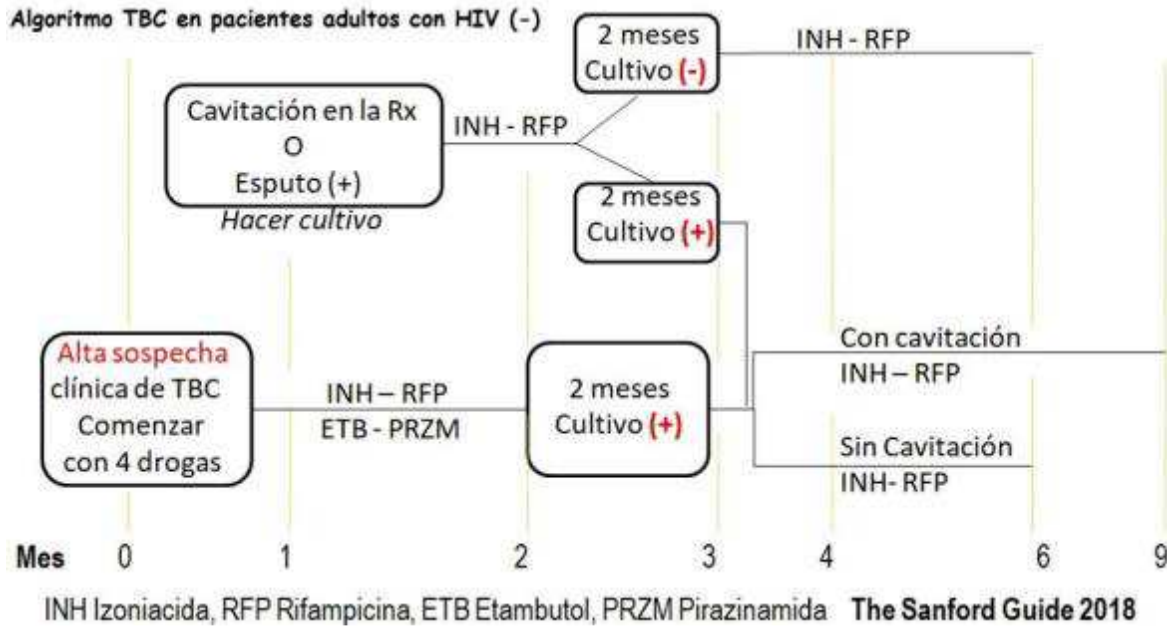 Algoritmo TBC en pacientes adultos con HIV (-)
Cavitación en la Rx
O
Esputo (+)
Hacer cultivo
INH - RFP
2 meses
Cultivo (-)
INH - RFP
2 meses
Cultivo (+)
Alta sospecha
clínica de TBC
Comenzar
con 4 drogas
INH – RFP
ETB - PRZM
2 meses
Cultivo (+)
Con cavitación
INH – RFP
Sin Cavitación
INH- RFP
Mes 0 1 2 3 4 6 9
INH Izoniacida, RFP Rifampicina, ETB Etambutol, PRZM Pirazinamida The Sanford Guide 2018